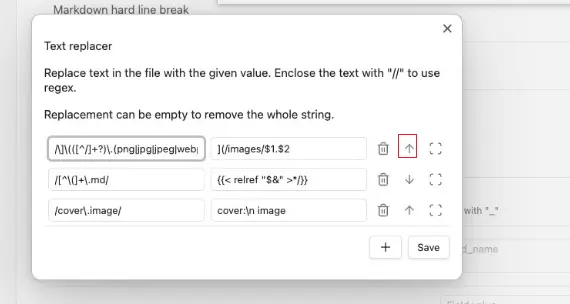 Markdown hard line break
Text replacer
Replace text in the file with the given value. Enclose the text with "//" to use
regex.
Replacement can be empty to remove the whole string.
/\]\(([^/]+?)\.(png|jpg|jpeg|web ](/images/$1.$2
/[^\(]+\.md/ {{< relref "$&" >*/}}
/cover\.image/ cover:\n image
with "_"
+ Save
d_name